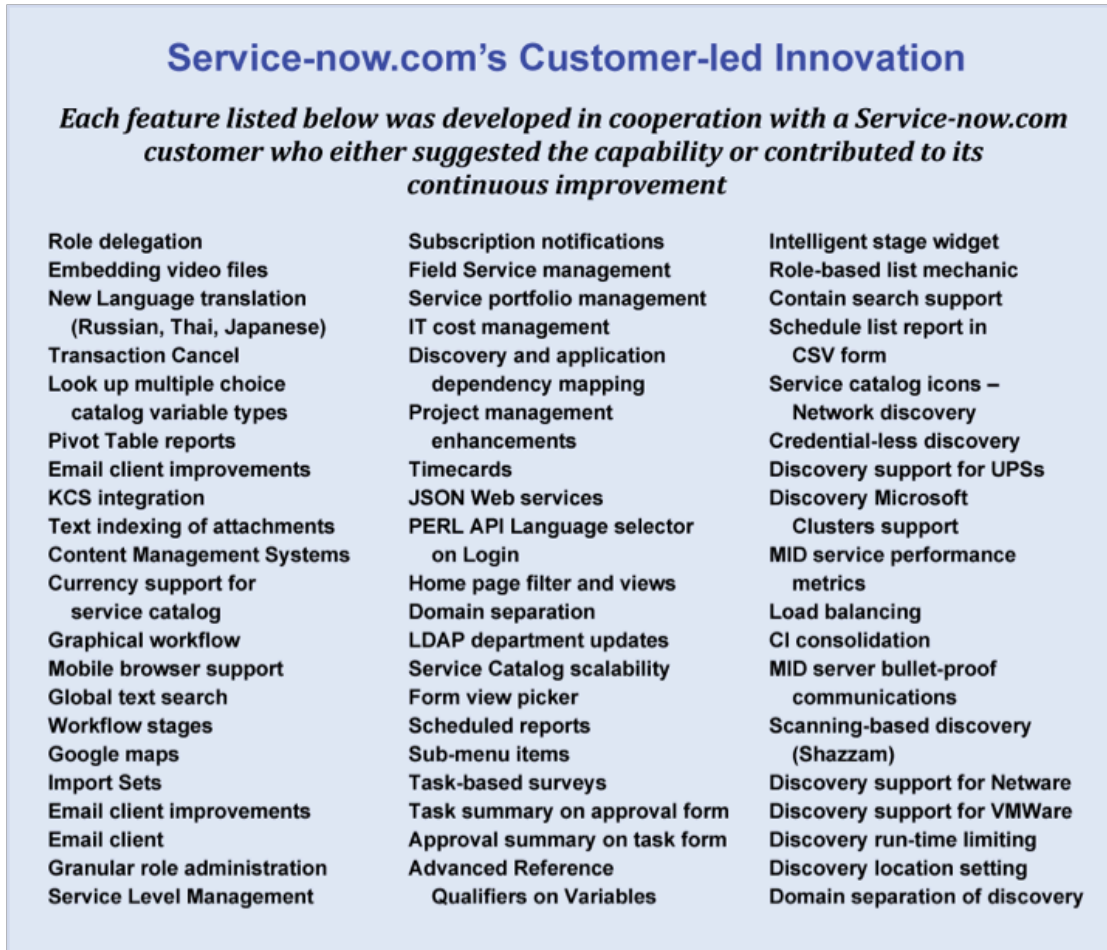 Service-now.com’s Customer-led Innovation
Each feature listed below was developed in cooperation with a Service-now.com
customer who either suggested the capability or contributed to its
continuous improvement
Role delegation
Embedding video files
New Language translation
(Russian, Thai, Japanese)
Transaction Cancel
Look up multiple choice
catalog variable types
Pivot Table reports
Email client improvements
KCS integration
Text indexing of attachments
Content Management Systems
Currency support for
service catalog
Graphical workflow
Mobile browser support
Global text search
Workflow stages
Google maps
Import Sets
Email client improvements
Email client
Granular role administration
Service Level Management
Subscription notifications
Field Service management
Service portfolio management
IT cost management
Discovery and application
dependency mapping
Project management
enhancements
Timecards
JSON Web services
PERL API Language selector
on Login
Home page filter and views
Domain separation
LDAP department updates
Service Catalog scalability
Form view picker
Scheduled reports
Sub-menu items
Task-based surveys
Task summary on approval form
Approval summary on task form
Advanced Reference
Qualifiers on Variables
Intelligent stage widget
Role-based list mechanic
Contain search support
Schedule list report in
CSV form
Service catalog icons –
Network discovery
Credential-less discovery
Discovery support for UPSs
Discovery Microsoft
Clusters support
MID service performance
metrics
Load balancing
CI consolidation
MID server bullet-proof
communications
Scanning-based discovery
(Shazzam)
Discovery support for Netware
Discovery support for VMWare
Discovery run-time limiting
Discovery location setting
Domain separation of discovery